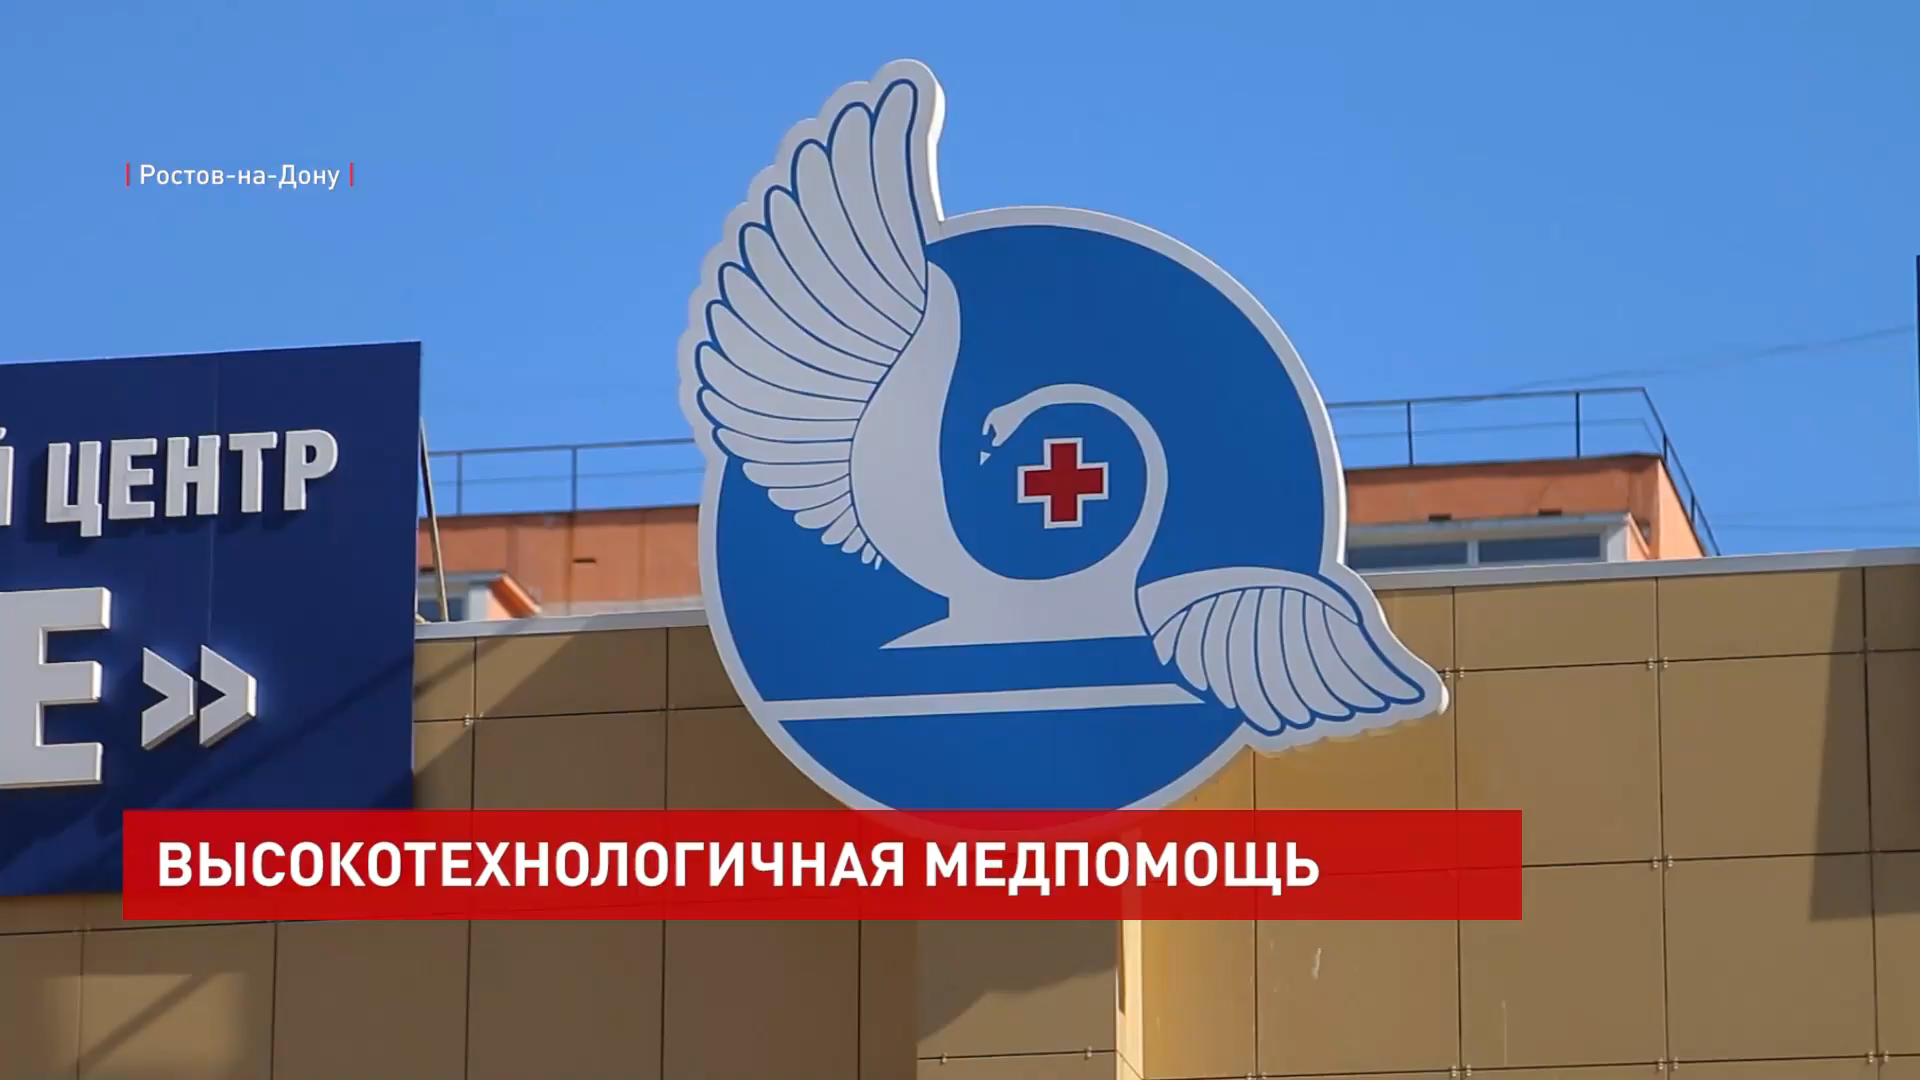 | Ростов-на-Дону |
ЦЕНТР
Е»
ВЫСОКОТЕХНОЛОГИЧНАЯ МЕДПОМОЩЬ